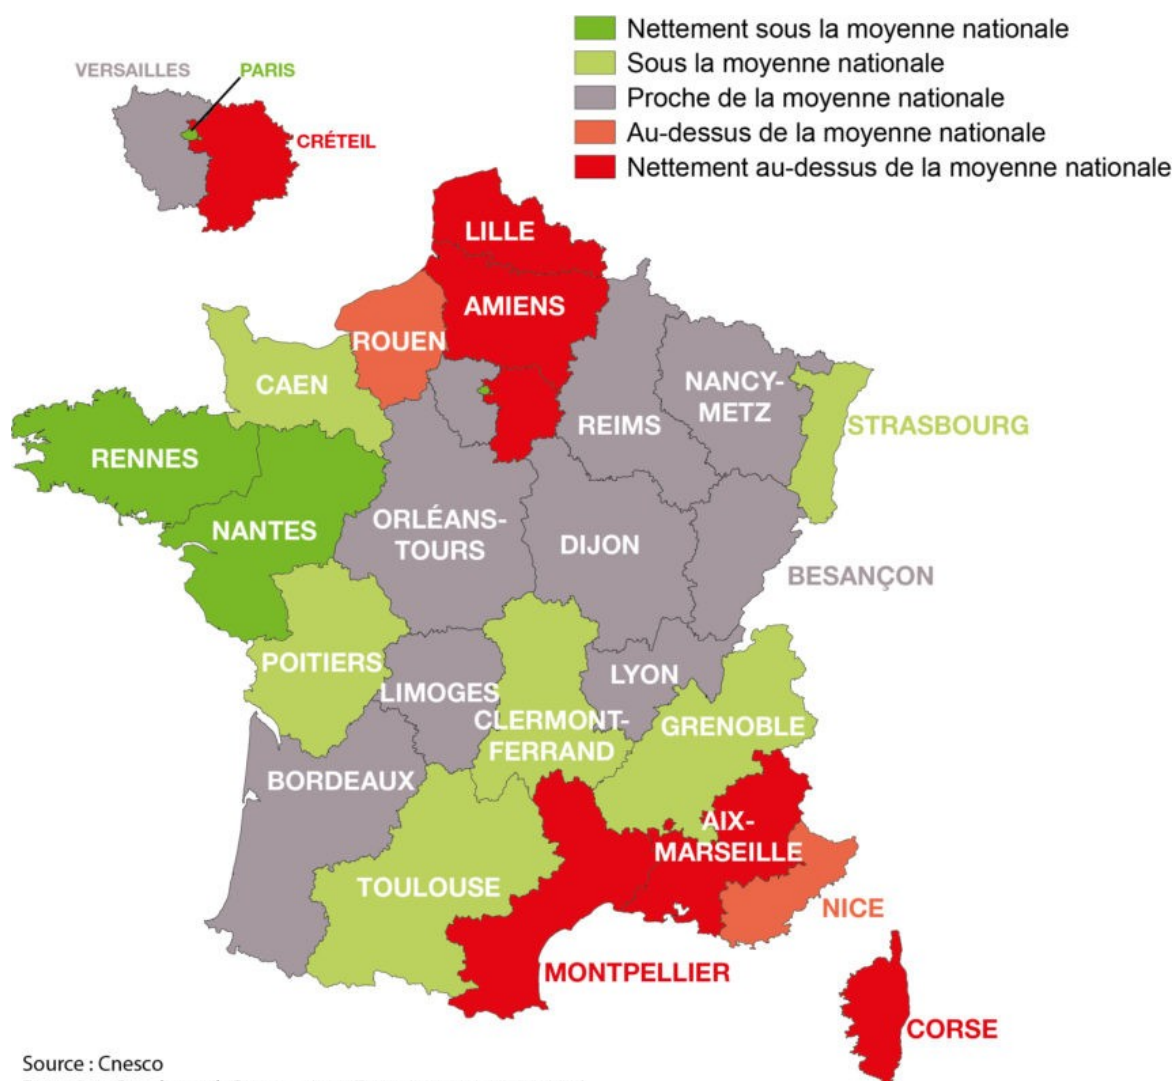 Nettement sous la moyenne nationale
Sous la moyenne nationale
Proche de la moyenne nationale
Au-dessus de la moyenne nationale
Nettement au-dessus de la moyenne nationale
VERSAILLES
PARIS
CRÉTEIL
LILLE
AMIENS
ROUEN
CAEN
NANCY-
METZ
REIMS
STRASBOURG
RENNES
NANTES
ORLÉANS-
TOURS
DIJON
BESANÇON
POITIERS
LIMOGES
LYON
CLERMONT-
FERRAND
GRENOBLE
BORDEAUX
AIX-
MARSEILLE
TOULOUSE
NICE
MONTPELLIER
CORSE
Source : Cnesco